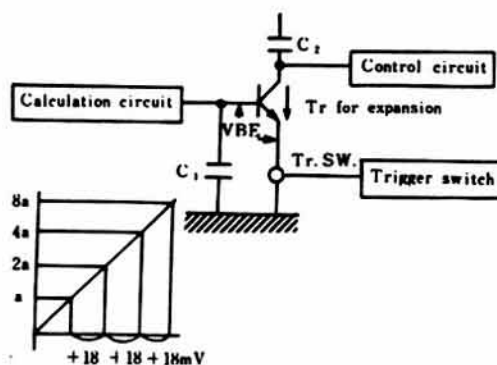 C2
Control circuit
Calculation circuit
Tr for expansion
VBE
C1
Tr. SW.
Trigger switch
8a
4a
2a
a
+18 +18 +18mV